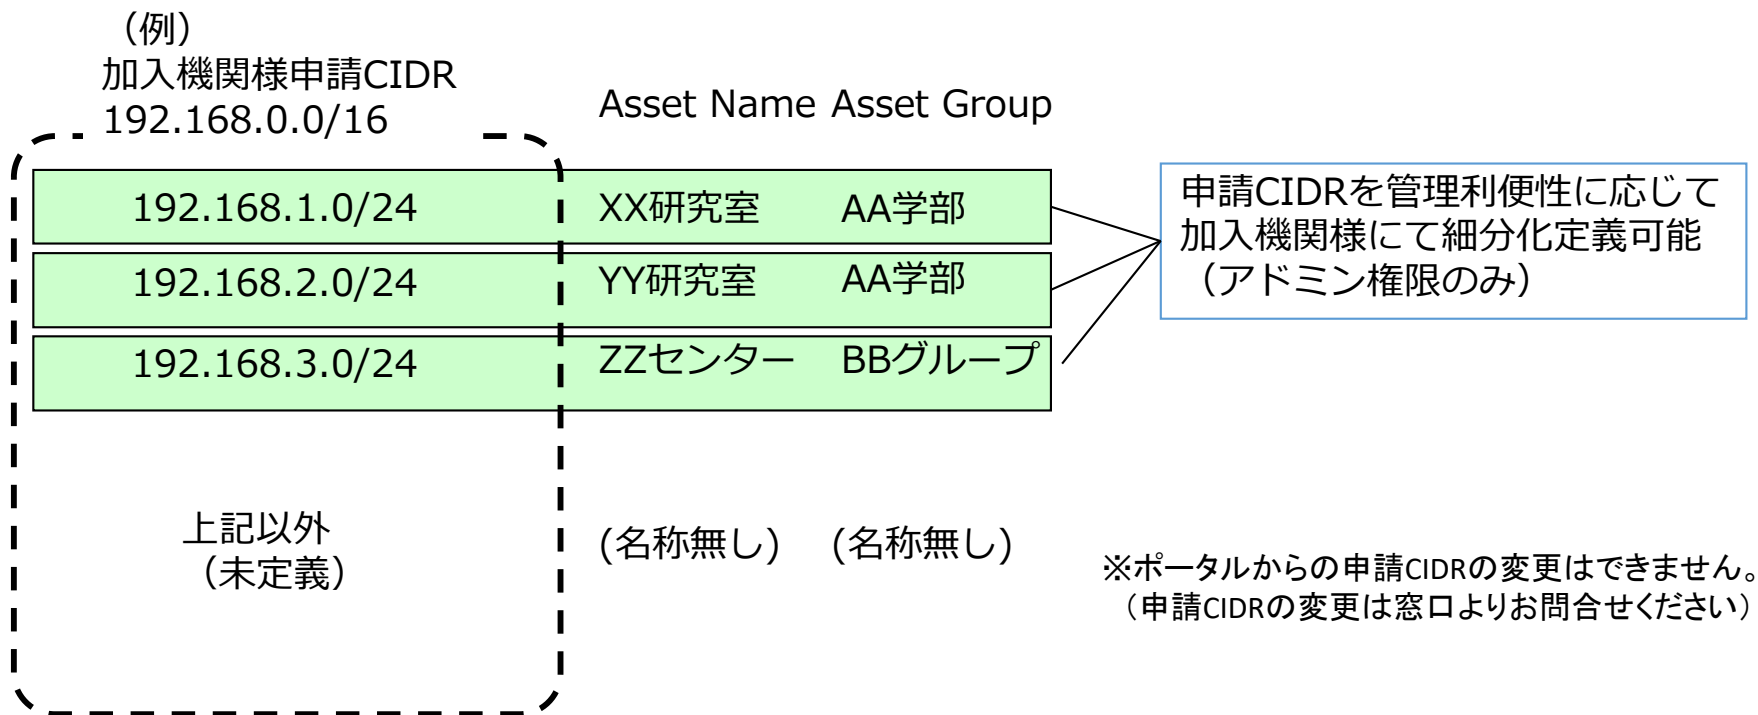 （例）
加入機関様申請CIDR
192.168.0.0/16
Asset Name Asset Group
192.168.1.0/24 XX研究室 AA学部
192.168.2.0/24 YY研究室 AA学部
192.168.3.0/24 ZZセンター BBグループ
上記以外
（未定義）
(名称無し) (名称無し)
申請CIDRを管理利便性に応じて
加入機関様にて細分化定義可能
（アドミン権限のみ）
※ポータルからの申請CIDRの変更はできません。
（申請CIDRの変更は窓口よりお問合せください）